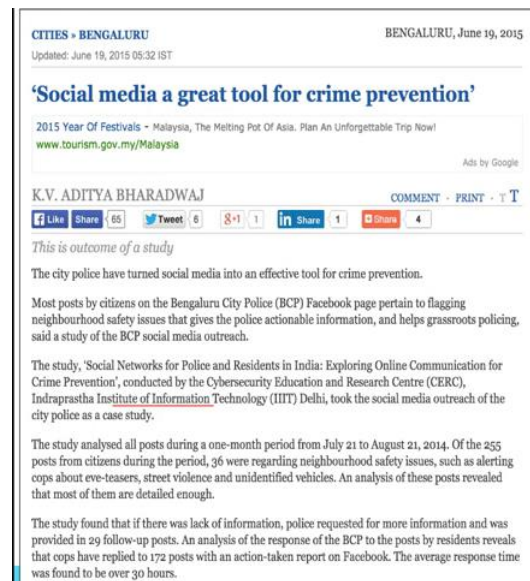 CITIES » BENGALURU
BENGALURU, June 19, 2015
Updated: June 19, 2015 05:32 IST
‘Social media a great tool for crime prevention’
2015 Year Of Festivals - Malaysia, The Melting Pot Of Asia. Plan An Unforgettable Trip Now!
www.tourism.gov.my/Malaysia
Ads by Google
K.V. ADITYA BHARADWAJ
COMMENT · PRINT · T T
Like Share 65 Tweet 6 g+1 1 in Share 1 Share 4
This is outcome of a study
The city police have turned social media into an effective tool for crime prevention.
Most posts by citizens on the Bengaluru City Police (BCP) Facebook page pertain to flagging
neighbourhood safety issues that gives the police actionable information, and helps grassroots policing,
said a study of the BCP social media outreach.
The study, ‘Social Networks for Police and Residents in India: Exploring Online Communication for
Crime Prevention’, conducted by the Cybersecurity Education and Research Centre (CERC),
Indraprastha Institute of Information Technology (IIIT) Delhi, took the social media outreach of the
city police as a case study.
The study analysed all posts during a one-month period from July 21 to August 21, 2014. Of the 255
posts from citizens during the period, 36 were regarding neighbourhood safety issues, such as alerting
cops about eve-teasers, street violence and unidentified vehicles. An analysis of these posts revealed
that most of them are detailed enough.
The study found that if there was lack of information, police requested for more information and was
provided in 29 follow-up posts. An analysis of the response of the BCP to the posts by residents reveals
that cops have replied to 172 posts with an action-taken report on Facebook. The average response time
was found to be over 30 hours.